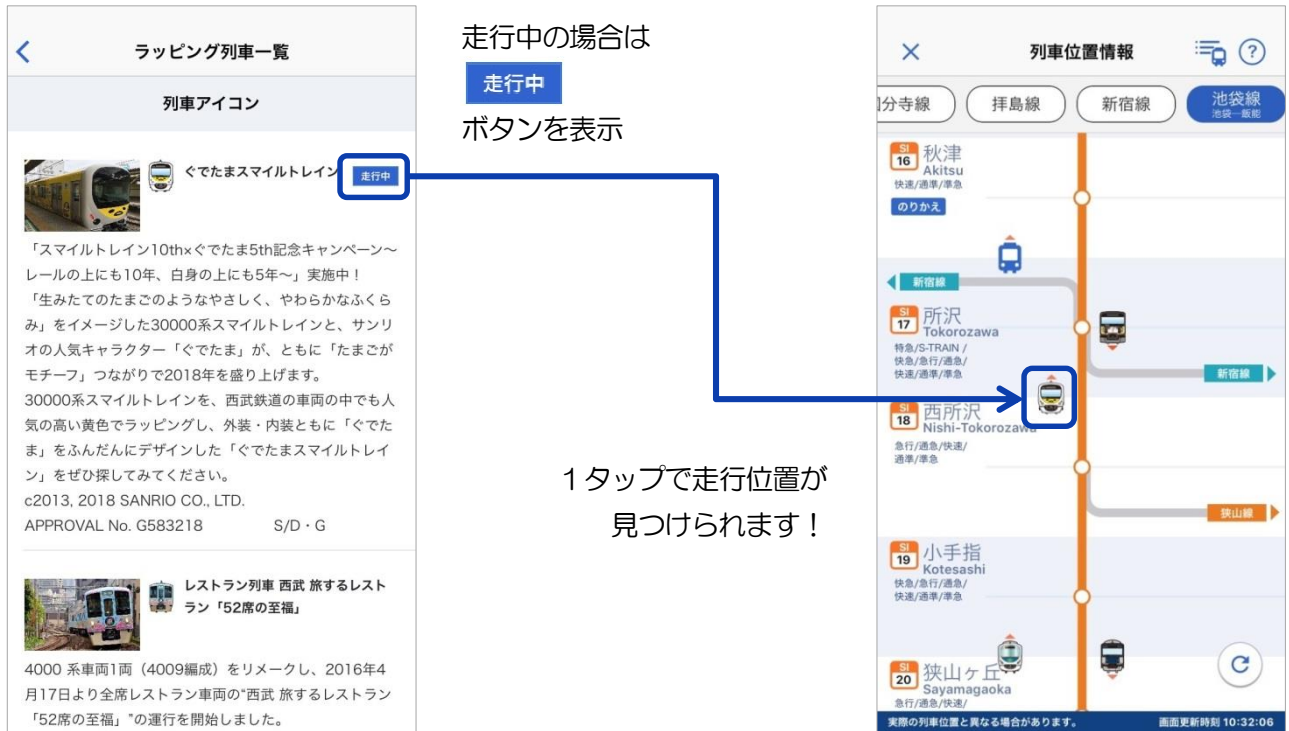 ラッピング列車一覧
列車アイコン
ぐでたまスマイルトレイン 走行中
「スマイルトレイン10th×ぐでたま5th記念キャンペーン～
レールの上にも10年、白身の上にも5年～」実施中！
「生みたてのたまごのようなやさしく、やわらかなふくら
み」をイメージした30000系スマイルトレインと、サンリ
オの人気キャラクター「ぐでたま」が、ともに「たまごが
モチーフ」つながりで2018年を盛り上げます。
30000系スマイルトレインを、西武鉄道の車両の中でも人
気の高い黄色でラッピングし、外装・内装ともに「ぐでた
ま」をふんだんにデザインした「ぐでたまスマイルトレイ
ン」をぜひ探してみてください。
c2013, 2018 SANRIO CO., LTD.
APPROVAL No. G583218 S/D・G
レストラン列車 西武 旅するレスト
ラン「52席の至福」
4000 系車両1両（4009編成）をリメークし、2016年4
月17日より全席レストラン車両の“西武 旅するレストラン
「52席の至福」”の運行を開始しました。
走行中の場合は
走行中
ボタンを表示
１タップで走行位置が
見つけられます！
列車位置情報
?
分寺線 拝島線 新宿線 池袋線
池袋―飯能
SI
16
秋津
Akitsu
快速/通準/準急
のりかえ
新宿線
SI
17
所沢
Tokorozawa
特急/S-TRAIN /
快急/急行/通急/
快速/通準/準急
新宿線
SI
18
西所沢
Nishi-Tokorozawa
急行/通急/快速/
通準/準急
狭山線
SI
19
小手指
Kotesashi
快急/急行/通急/
快速/通準/準急
SI
20
狭山ヶ丘
Sayamagaoka
急行/通急/快速/
実際の列車位置と異なる場合があります。 画面更新時刻 10:32:06